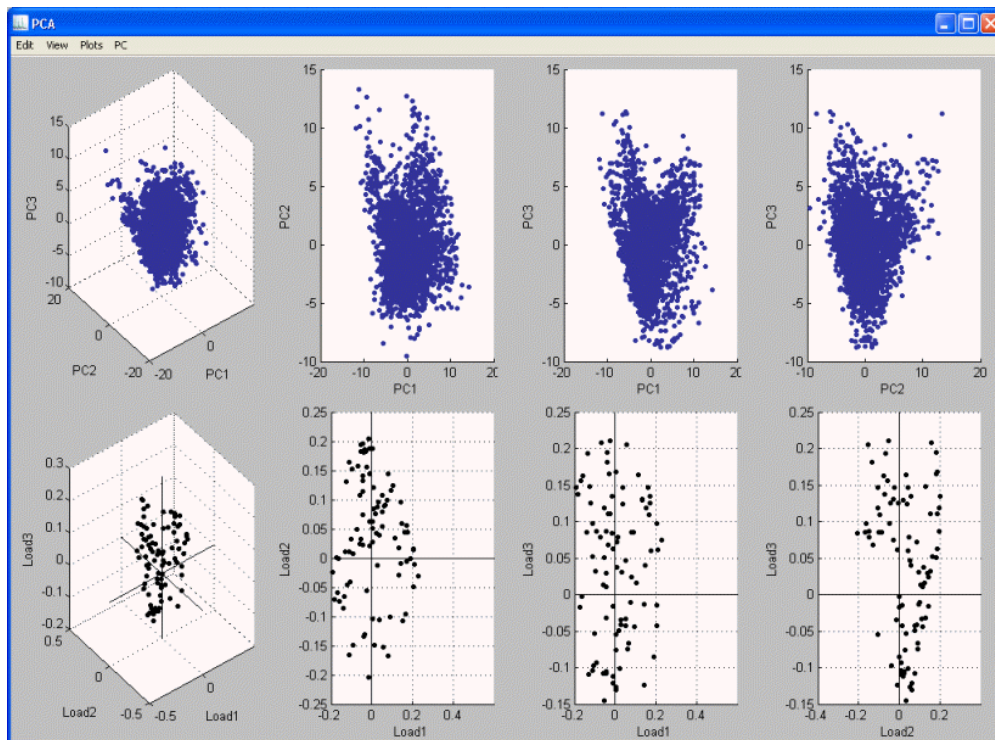 PCA
Edit View Plots PC
15
10
5
0
-5
-10
PC3
20
0
-20
PC2
-20
0
PC1
15
10
5
0
-5
-10
PC2
-20 -10 0 10 20
PC1
15
10
5
0
-5
-10
PC3
-20 -10 0 10 20
PC1
15
10
5
0
-5
-10
PC3
-10 0 10 20
PC2
0.3
0.2
0.1
0
-0.1
-0.2
Load3
0.5
0
-0.5
Load2
-0.5
0
Load1
0.25
0.2
0.15
0.1
0.05
0
-0.05
-0.1
-0.15
-0.2
-0.25
Load2
-0.2 0 0.2 0.4
Load1
0.25
0.2
0.15
0.1
0.05
0
-0.05
-0.1
-0.15
Load3
-0.2 0 0.2 0.4
Load1
0.25
0.2
0.15
0.1
0.05
0
-0.05
-0.1
-0.15
Load3
-0.4 -0.2 0 0.2
Load2